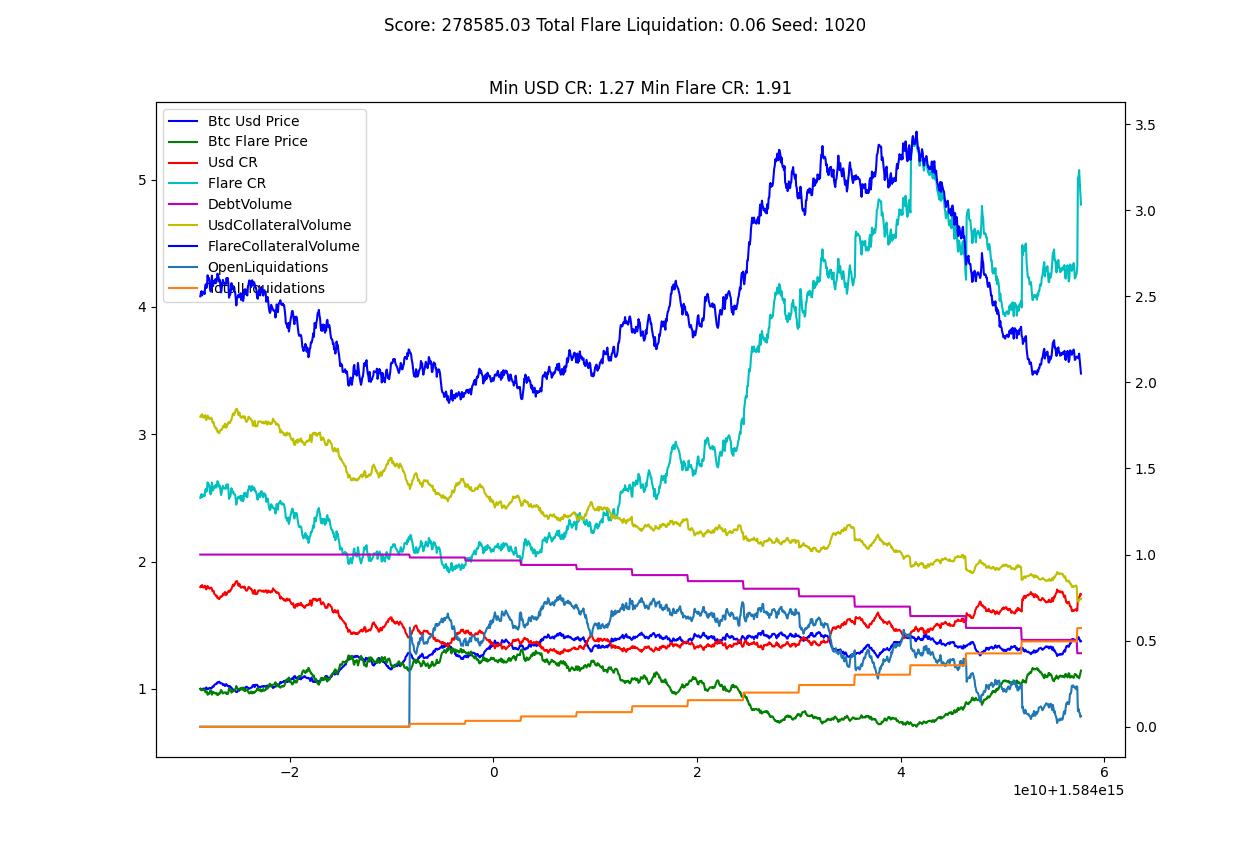 Score: 278585.03 Total Flare Liquidation: 0.06 Seed: 1020
Min USD CR: 1.27 Min Flare CR: 1.91
Btc Usd Price
Btc Flare Price
Usd CR
Flare CR
DebtVolume
UsdCollateralVolume
FlareCollateralVolume
OpenLiquidations
TotalLiquidations
5
4
3
2
1
3.5
3.0
2.5
2.0
1.5
1.0
0.5
0.0
−2
0
2
4
6
1e10+1.584e15